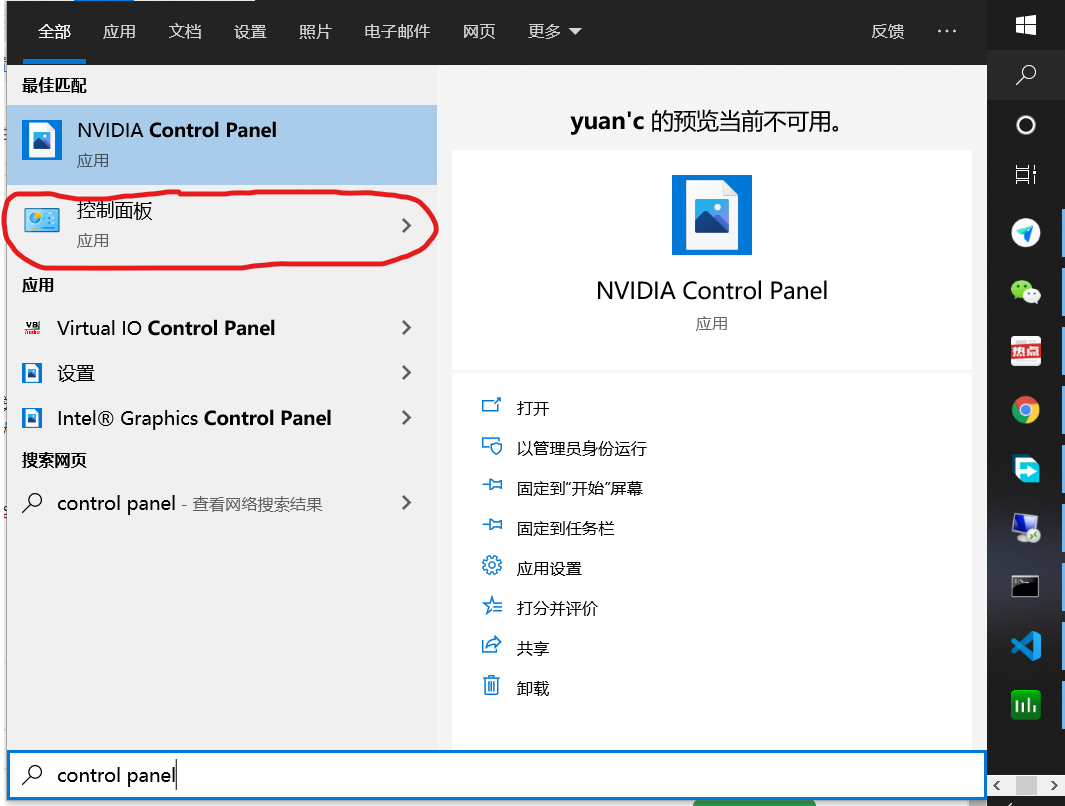 全部 应用 文档 设置 照片 电子邮件 网页 更多 反馈 ···
最佳匹配
NVIDIA Control Panel
应用
控制面板
应用
应用
Virtual IO Control Panel
设置
Intel® Graphics Control Panel
搜索网页
control panel - 查看网络搜索结果
yuan'c 的预览当前不可用。
NVIDIA Control Panel
应用
打开
以管理员身份运行
固定到“开始”屏幕
固定到任务栏
应用设置
打分并评价
共享
卸载
control panel
热点